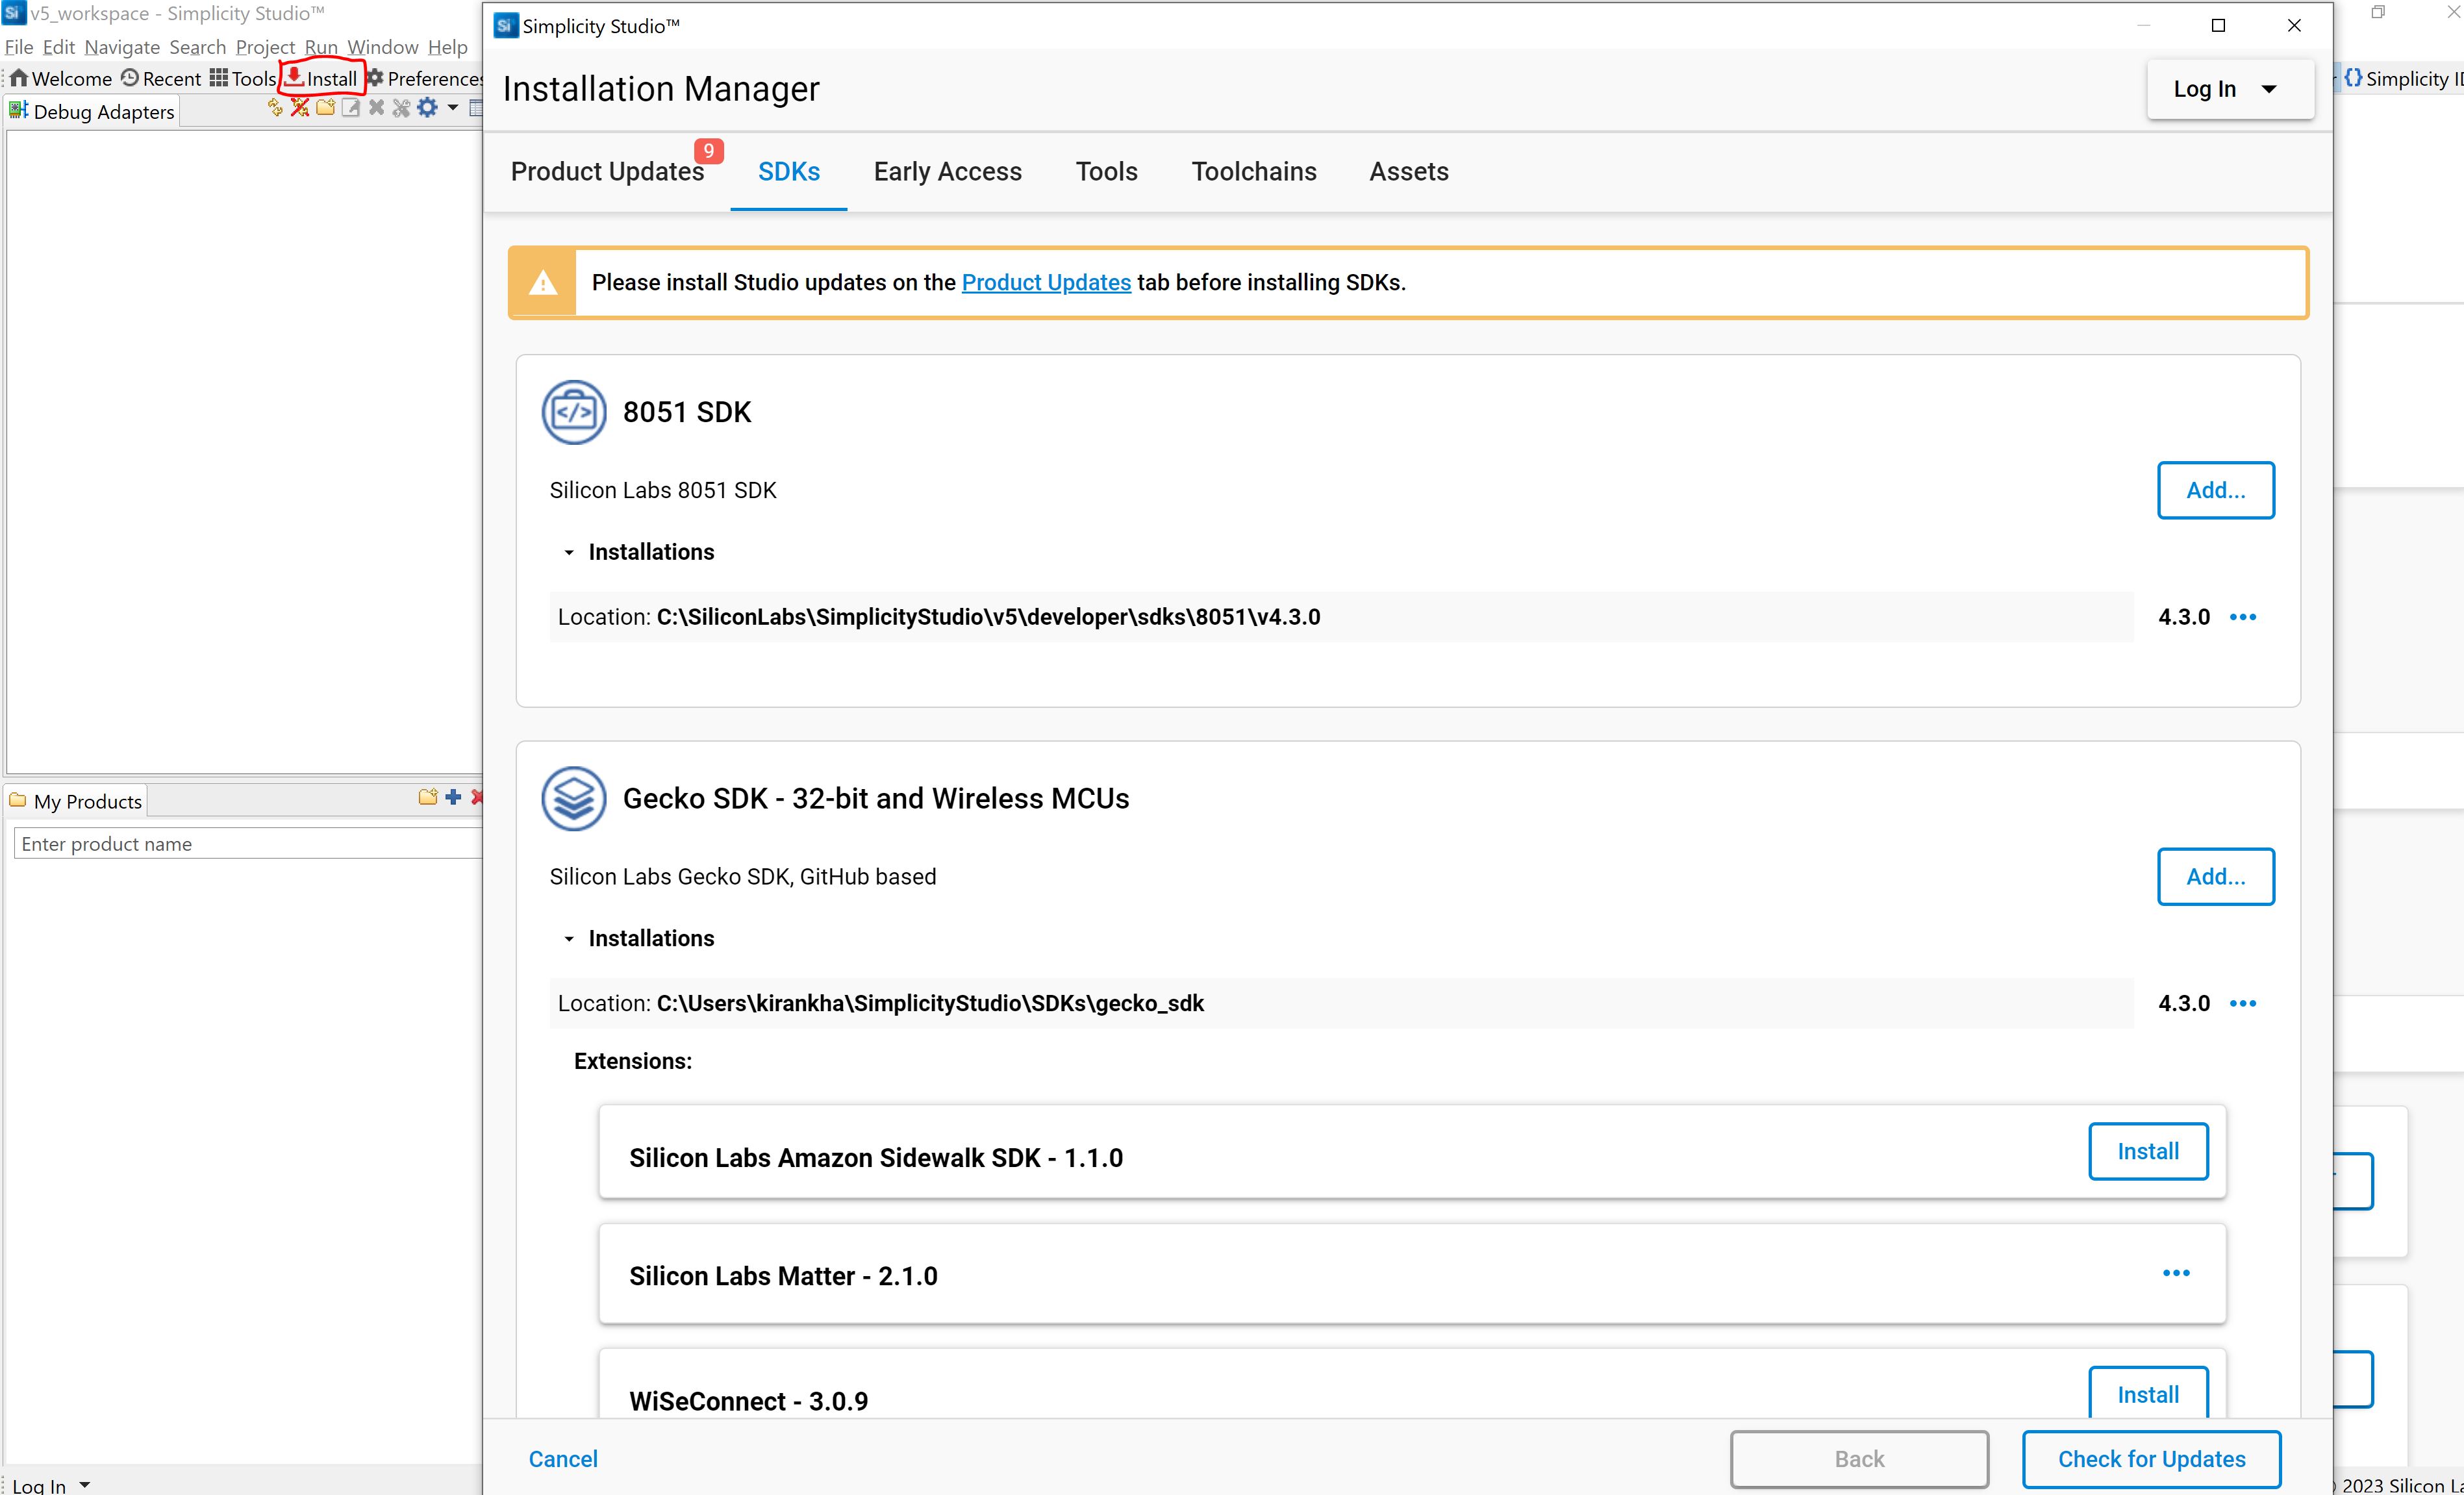 v5_workspace - Simplicity Studio™
File Edit Navigate Search Project Run Window Help
Welcome Recent Tools Install Preferences
Debug Adapters
My Products
Enter product name
Log In
Si Simplicity Studio™
Installation Manager
Log In
Product Updates 9 SDKs Early Access Tools Toolchains Assets
Please install Studio updates on the Product Updates tab before installing SDKs.
8051 SDK
Silicon Labs 8051 SDK
Add...
Installations
Location: C:\SiliconLabs\SimplicityStudio\v5\developer\sdks\8051\v4.3.0 4.3.0
Gecko SDK - 32-bit and Wireless MCUs
Silicon Labs Gecko SDK, GitHub based
Add...
Installations
Location: C:\Users\kirankha\SimplicityStudio\SDKs\gecko_sdk 4.3.0
Extensions:
Silicon Labs Amazon Sidewalk SDK - 1.1.0 Install
Silicon Labs Matter - 2.1.0
WiSeConnect - 3.0.9 Install
Cancel Back Check for Updates
{} Simplicity
2023 Silicon